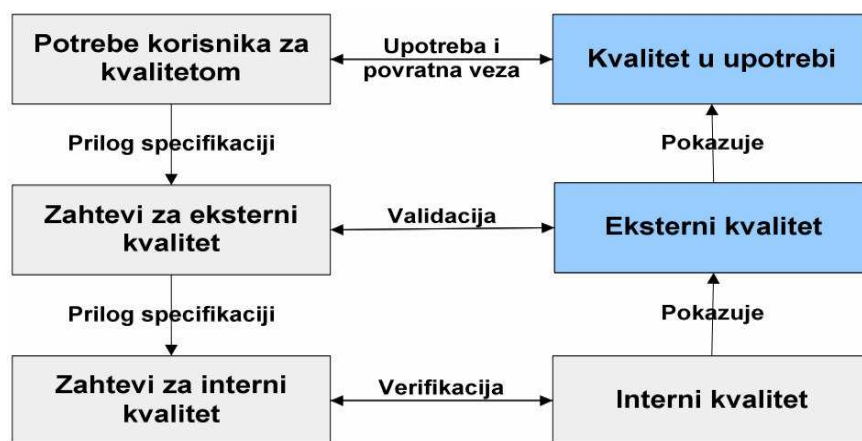 Potrebe korisnika za
kvalitetom
Upotreba i
povratna veza
Kvalitet u upotrebi
Prilog specifikaciji
Pokazuje
Zahtevi za eksterni
kvalitet
Validacija
Eksterni kvalitet
Prilog specifikaciji
Pokazuje
Zahtevi za interni
kvalitet
Verifikacija
Interni kvalitet